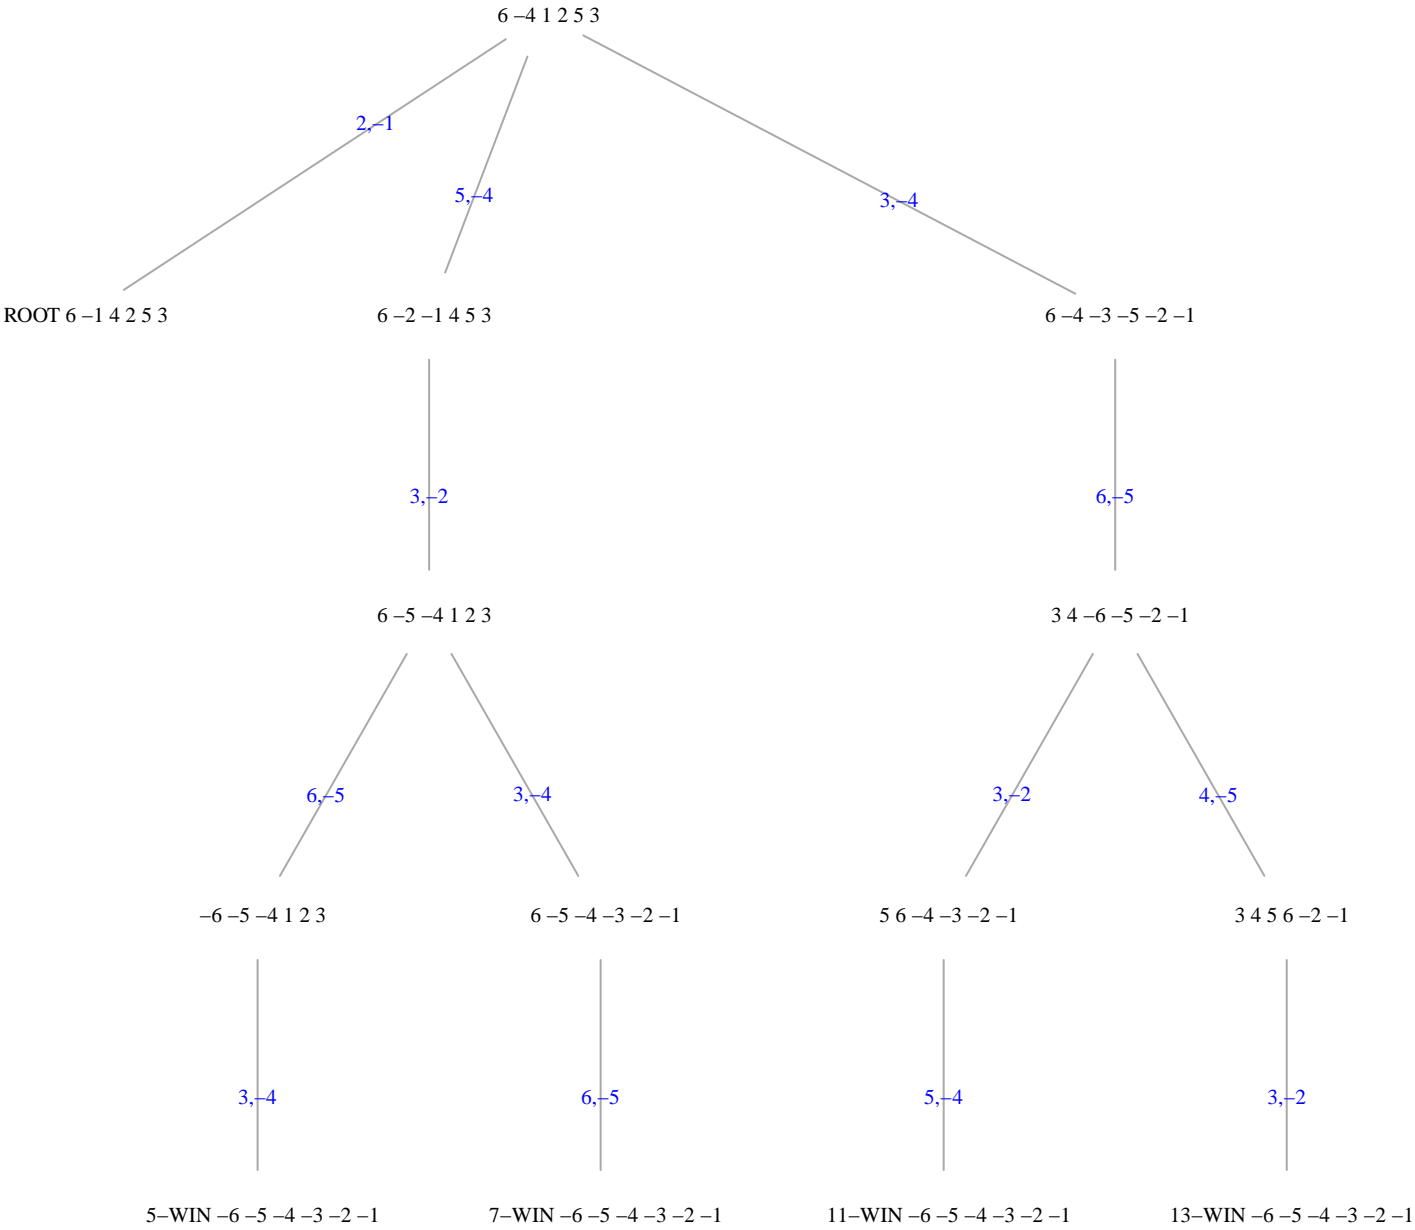 6 –4 1 2 5 3
2,–1
5,–4
3,–4
ROOT 6 –1 4 2 5 3
6 –2 –1 4 5 3
6 –4 –3 –5 –2 –1
3,–2
6,–5
6 –5 –4 1 2 3
3 4 –6 –5 –2 –1
6,–5
3,–4
3,–2
4,–5
–6 –5 –4 1 2 3
6 –5 –4 –3 –2 –1
5 6 –4 –3 –2 –1
3 4 5 6 –2 –1
3,–4
6,–5
5,–4
3,–2
5–WIN –6 –5 –4 –3 –2 –1
7–WIN –6 –5 –4 –3 –2 –1
11–WIN –6 –5 –4 –3 –2 –1
13–WIN –6 –5 –4 –3 –2 –1